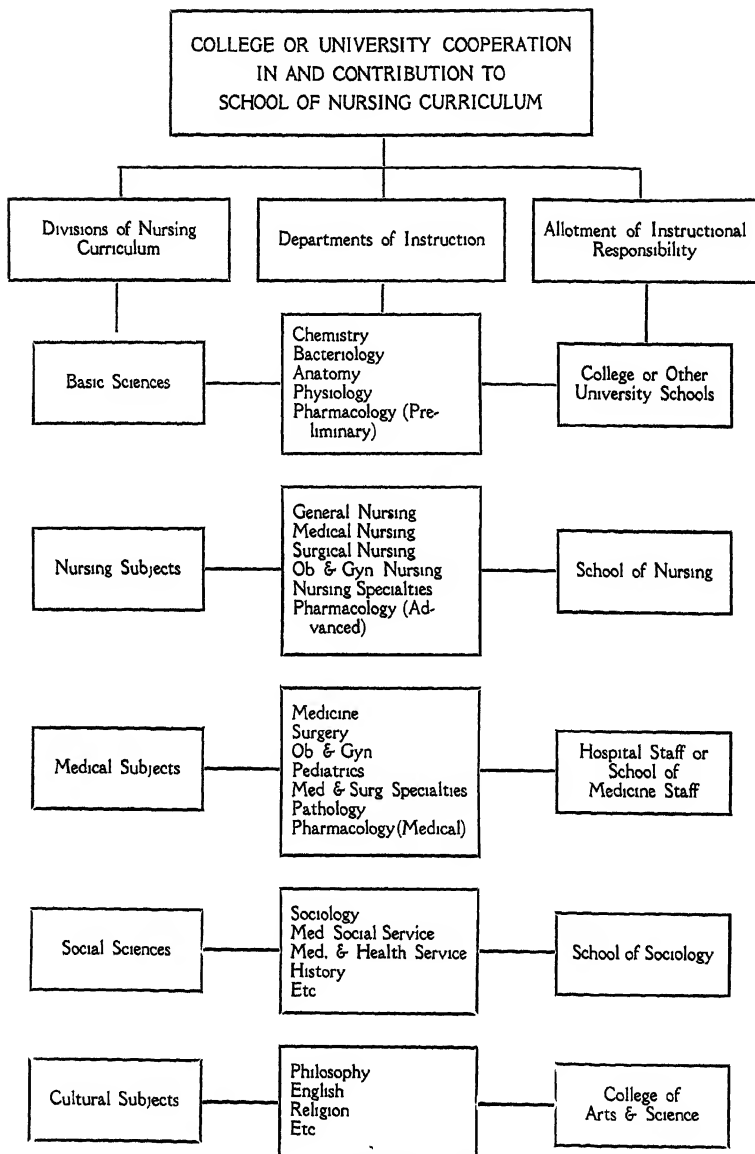 COLLEGE OR UNIVERSITY COOPERATION
IN AND CONTRIBUTION TO
SCHOOL OF NURSING CURRICULUM
Divisions of Nursing
Curriculum
Departments of Instruction
Allotment of Instructional
Responsibility
Basic Sciences
Chemistry
Bacteriology
Anatomy
Physiology
Pharmacology (Pre-
liminary)
College or Other
University Schools
Nursing Subjects
General Nursing
Medical Nursing
Surgical Nursing
Ob & Gyn Nursing
Nursing Specialties
Pharmacology (Ad-
vanced)
School of Nursing
Medical Subjects
Medicine
Surgery
Ob & Gyn
Pediatrics
Med & Surg Specialties
Pathology
Pharmacology (Medical)
Hospital Staff or
School of
Medicine Staff
Social Sciences
Sociology
Med Social Service
Med. & Health Service
History
Etc
School of Sociology
Cultural Subjects
Philosophy
English
Religion
Etc
College of
Arts & Science